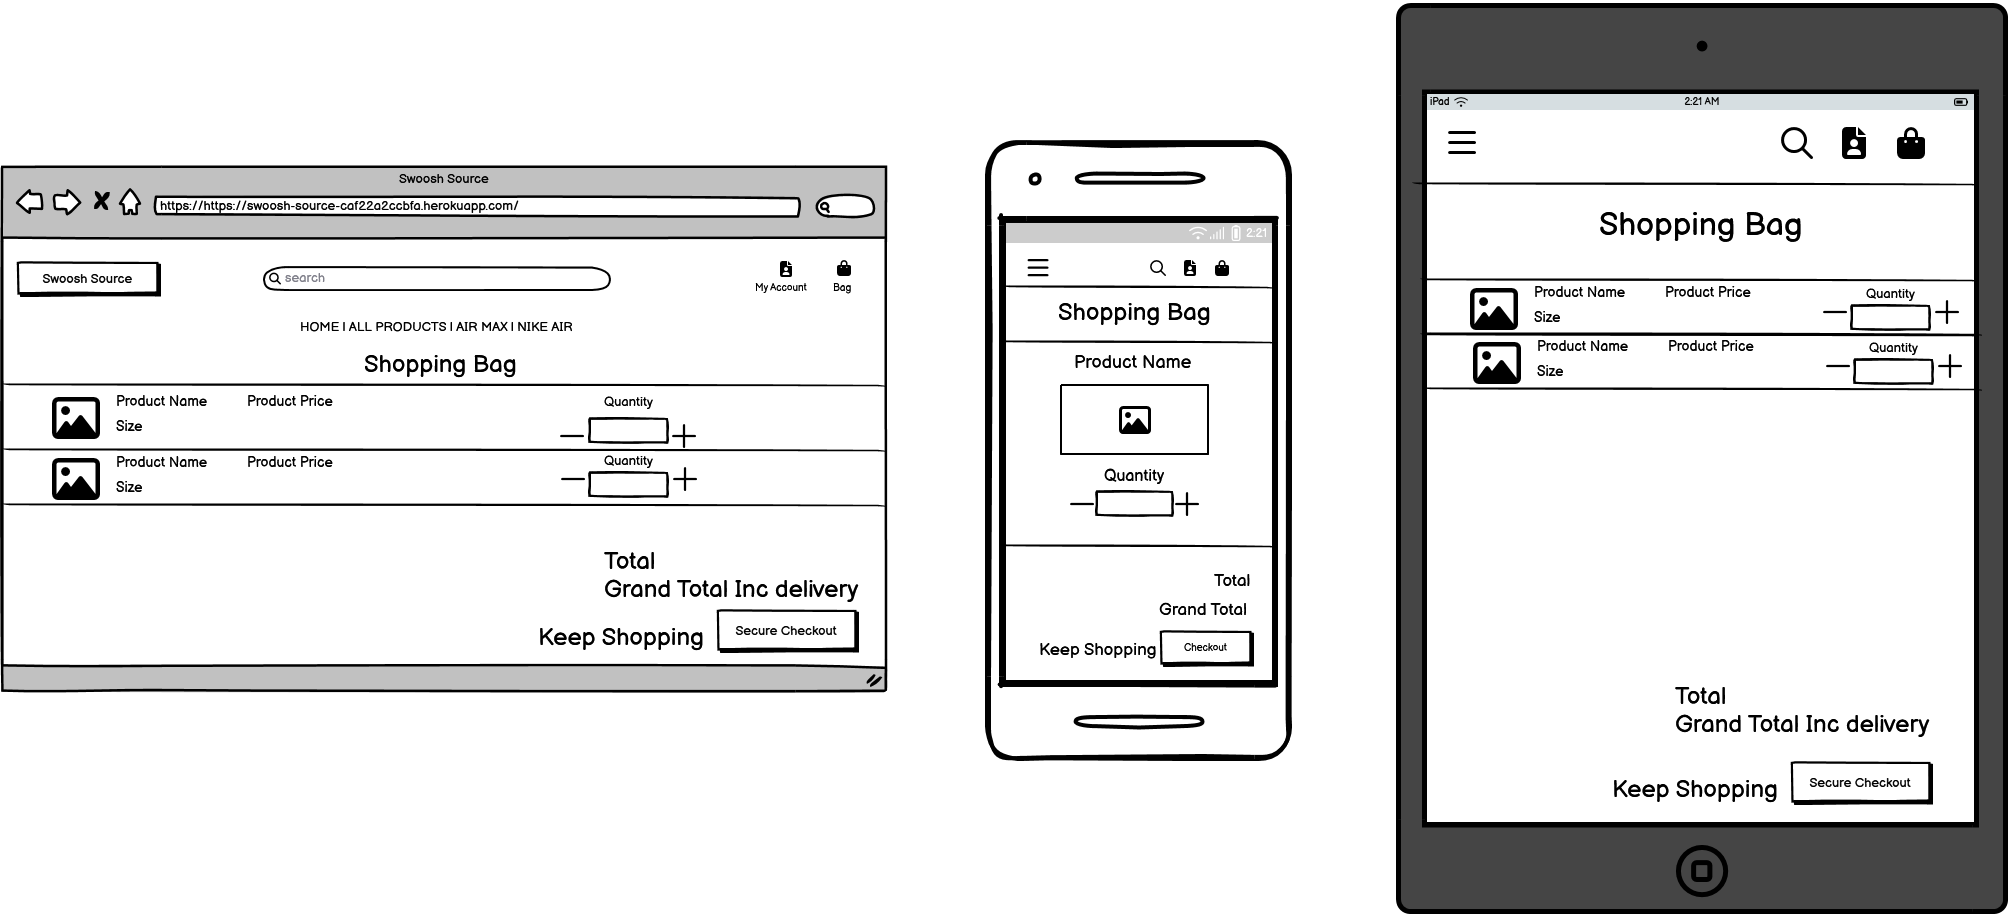 Swoosh Source
https://https://swoosh-source-caf22a2ccbfa.herokuapp.com/
Swoosh Source
search
My Account
Bag
HOME | ALL PRODUCTS | AIR MAX | NIKE AIR
Shopping Bag
Product Name Product Price Quantity
Size
Product Name Product Price Quantity
Size
Total
Grand Total Inc delivery
Keep Shopping Secure Checkout
2:21
Shopping Bag
Product Name
Quantity
Total
Grand Total
Keep Shopping Checkout
iPad 2:21 AM
Shopping Bag
Product Name Product Price Quantity
Size
Product Name Product Price Quantity
Size
Total
Grand Total Inc delivery
Keep Shopping Secure Checkout